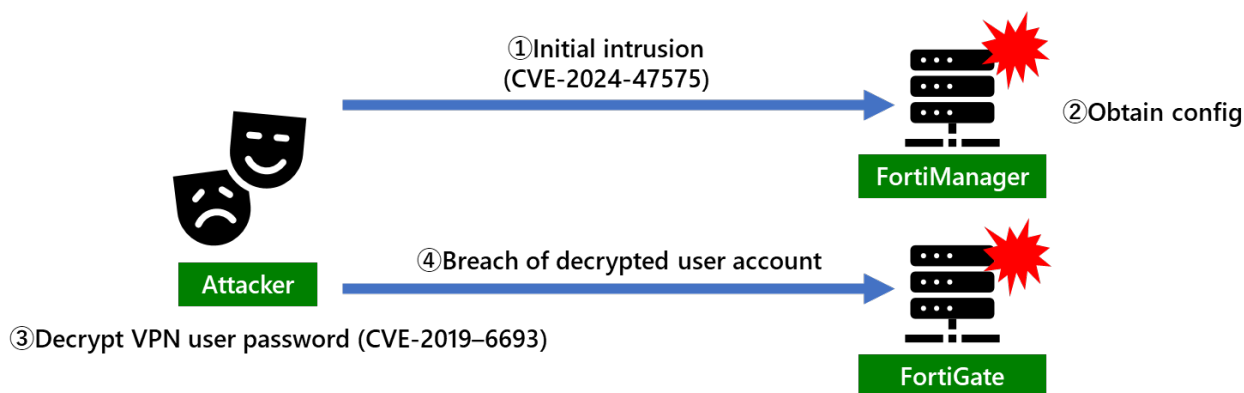 ①Initial intrusion
(CVE-2024-47575)
②Obtain config
FortiManager
④Breach of decrypted user account
Attacker
③Decrypt VPN user password (CVE-2019–6693)
FortiGate